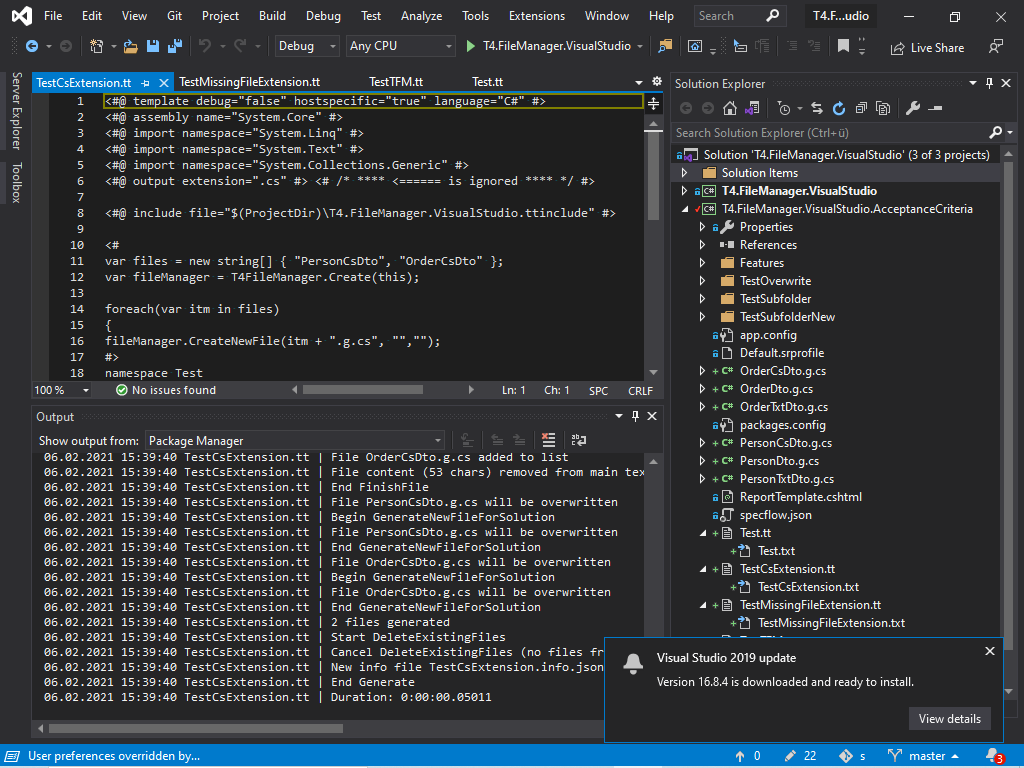 File Edit View Git Project Build Debug Test Analyze Tools Extensions Window Help Search T4.F...udio
Debug Any CPU T4.FileManager.VisualStudio Live Share
Server Explorer
Toolbox
TestCsExtension.tt TestMissingFileExtension.tt TestTFM.tt Test.tt
1 <#@ template debug="false" hostspecific="true" language="C#" #>
2 <#@ assembly name="System.Core" #>
3 <#@ import namespace="System.Linq" #>
4 <#@ import namespace="System.Text" #>
5 <#@ import namespace="System.Collections.Generic" #>
6 <#@ output extension=".cs" #> <# /* **** <====== is ignored **** */ #>
7
8 <#@ include file="$(ProjectDir)\T4.FileManager.VisualStudio.ttinclude" #>
9
10 <#
11 var files = new string[] { "PersonCsDto", "OrderCsDto" };
12 var fileManager = T4FileManager.Create(this);
13
14 foreach(var itm in files)
15 {
16 fileManager.CreateNewFile(itm + ".g.cs", "","");
17 #>
18 namespace Test
100 % No issues found Ln: 1 Ch: 1 SPC CRLF
Output
Show output from: Package Manager
06.02.2021 15:39:40 TestCsExtension.tt | File OrderCsDto.g.cs added to list
06.02.2021 15:39:40 TestCsExtension.tt | File content (53 chars) removed from main tex
06.02.2021 15:39:40 TestCsExtension.tt | End FinishFile
06.02.2021 15:39:40 TestCsExtension.tt | File PersonCsDto.g.cs will be overwritten
06.02.2021 15:39:40 TestCsExtension.tt | Begin GenerateNewFileForSolution
06.02.2021 15:39:40 TestCsExtension.tt | File PersonCsDto.g.cs will be overwritten
06.02.2021 15:39:40 TestCsExtension.tt | End GenerateNewFileForSolution
06.02.2021 15:39:40 TestCsExtension.tt | File OrderCsDto.g.cs will be overwritten
06.02.2021 15:39:40 TestCsExtension.tt | Begin GenerateNewFileForSolution
06.02.2021 15:39:40 TestCsExtension.tt | File OrderCsDto.g.cs will be overwritten
06.02.2021 15:39:40 TestCsExtension.tt | End GenerateNewFileForSolution
06.02.2021 15:39:40 TestCsExtension.tt | 2 files generated
06.02.2021 15:39:40 TestCsExtension.tt | Start DeleteExistingFiles
06.02.2021 15:39:40 TestCsExtension.tt | Cancel DeleteExistingFiles (no files fr
06.02.2021 15:39:40 TestCsExtension.tt | New info file TestCsExtension.info.json
06.02.2021 15:39:40 TestCsExtension.tt | End Generate
06.02.2021 15:39:40 TestCsExtension.tt | Duration: 0:00:00.05011
Solution Explorer
Search Solution Explorer (Ctrl+ü)
Solution 'T4.FileManager.VisualStudio' (3 of 3 projects)
Solution Items
C# T4.FileManager.VisualStudio
C# T4.FileManager.VisualStudio.AcceptanceCriteria
Properties
References
Features
TestOverwrite
TestSubfolder
TestSubfolderNew
app.config
Default.srprofile
C# OrderCsDto.g.cs
C# OrderDto.g.cs
C# OrderTxtDto.g.cs
packages.config
C# PersonCsDto.g.cs
C# PersonDto.g.cs
C# PersonTxtDto.g.cs
ReportTemplate.cshtml
specflow.json
Test.tt
Test.txt
TestCsExtension.tt
TestCsExtension.txt
TestMissingFileExtension.tt
TestMissingFileExtension.txt
Visual Studio 2019 update
Version 16.8.4 is downloaded and ready to install.
View details
User preferences overridden by... 0 22 s master 3